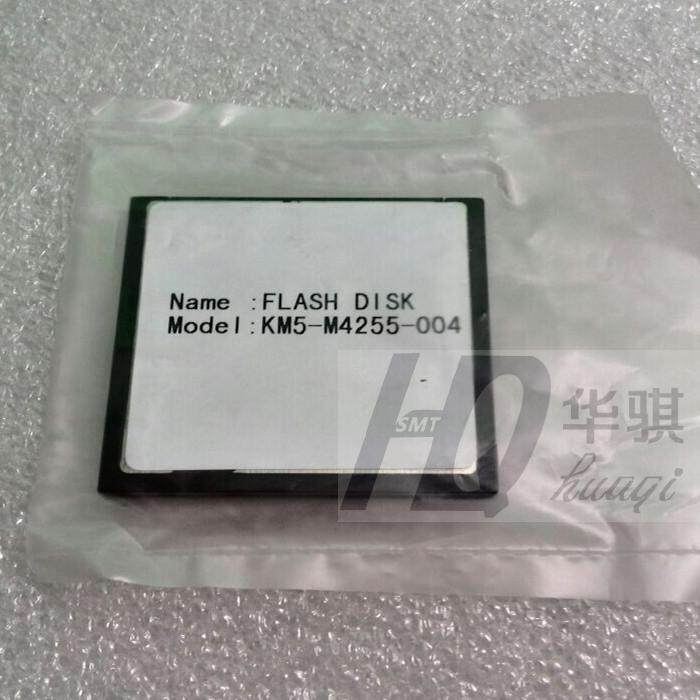 Name :FLASH DISK
Model:KM5-M4255-004
HQ
SMT
华骐
huaqi